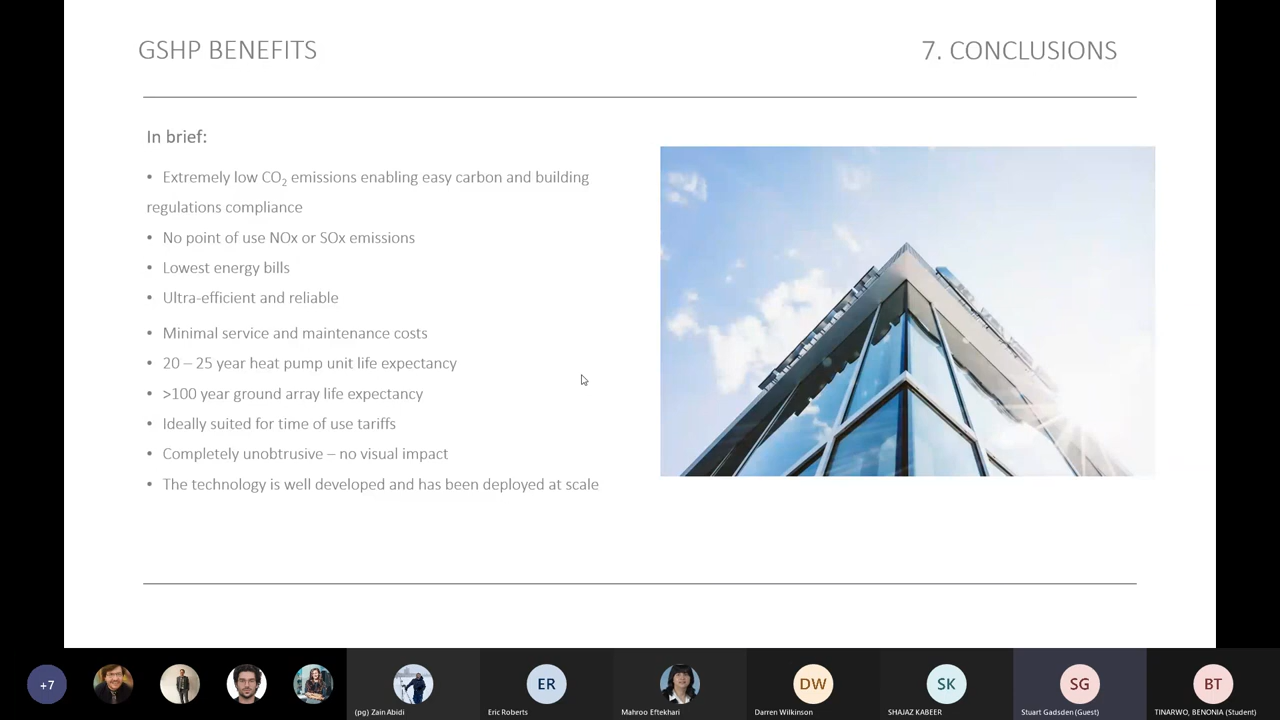 GSHP BENEFITS
7. CONCLUSIONS
In brief:
• Extremely low CO₂ emissions enabling easy carbon and building
regulations compliance
• No point of use NOx or SOx emissions
• Lowest energy bills
• Ultra-efficient and reliable
• Minimal service and maintenance costs
• 20 – 25 year heat pump unit life expectancy
• >100 year ground array life expectancy
• Ideally suited for time of use tariffs
• Completely unobtrusive – no visual impact
• The technology is well developed and has been deployed at scale
+7
(pg) Zain Abidi
ER
Eric Roberts
Mahroo Eftekhari
DW
Darren Wilkinson
SK
SHAJAZ KABEER
SG
Stuart Gadsden (Guest)
BT
TINARWO, BENONIA (Student)